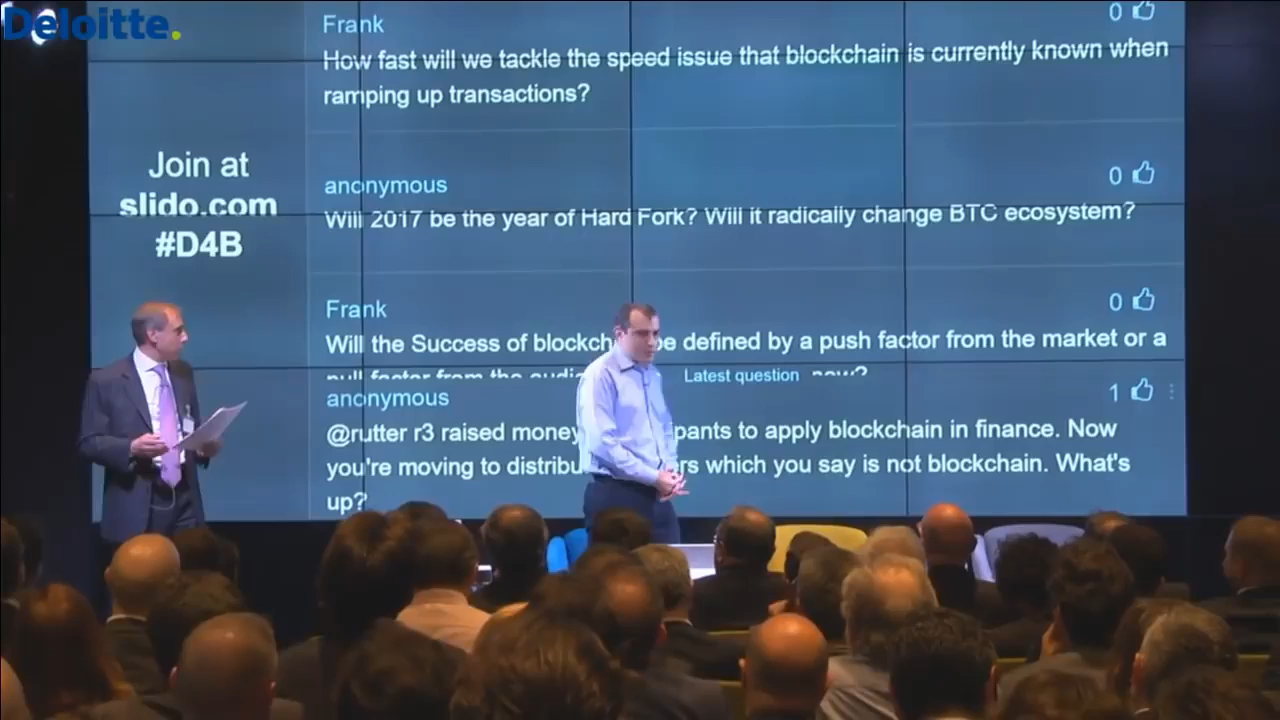 Deloitte.
Join at
slido.com
#D4B
Frank
0
How fast will we tackle the speed issue that blockchain is currently known when
ramping up transactions?
anonymous
0
Will 2017 be the year of Hard Fork? Will it radically change BTC ecosystem?
Frank
0
Will the Success of be defined by a push factor from the market or a
pull factor from the
Latest question
anonymous
1
@rutter r3 raised money to apply blockchain in finance. Now
you're moving to which you say is not blockchain. What's
up?